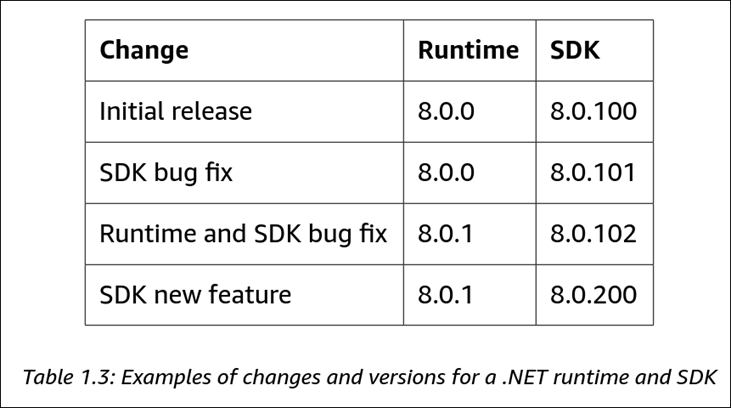 Change Runtime SDK
Initial release 8.0.0 8.0.100
SDK bug fix 8.0.0 8.0.101
Runtime and SDK bug fix 8.0.1 8.0.102
SDK new feature 8.0.1 8.0.200
Table 1.3: Examples of changes and versions for a .NET runtime and SDK